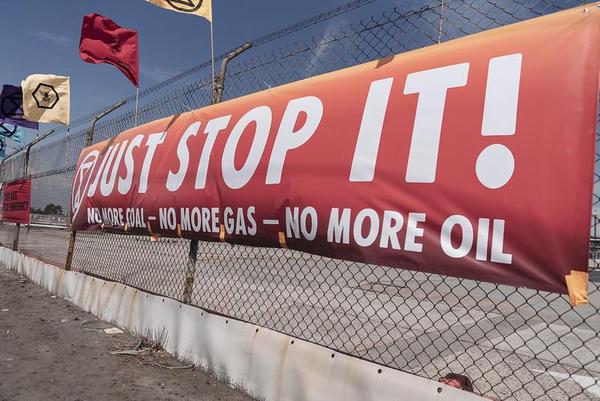 JUST STOP IT!
NO MORE COAL – NO MORE GAS – NO MORE OIL